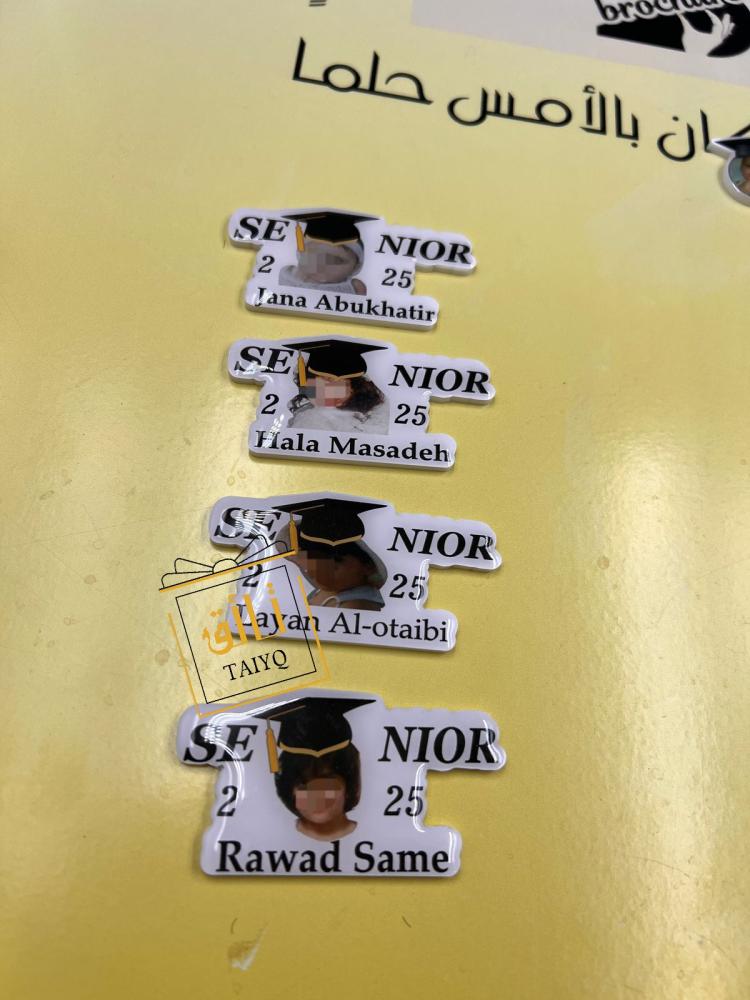 brochure
ان بالأمس حلما
SE NIOR
2 25
Jana Abukhatir
SE NIOR
2 25
Hala Masadeh
SE NIOR
2 25
Layan Al-otaibi
تائق
TAIYQ
SE NIOR
2 25
Rawad Same